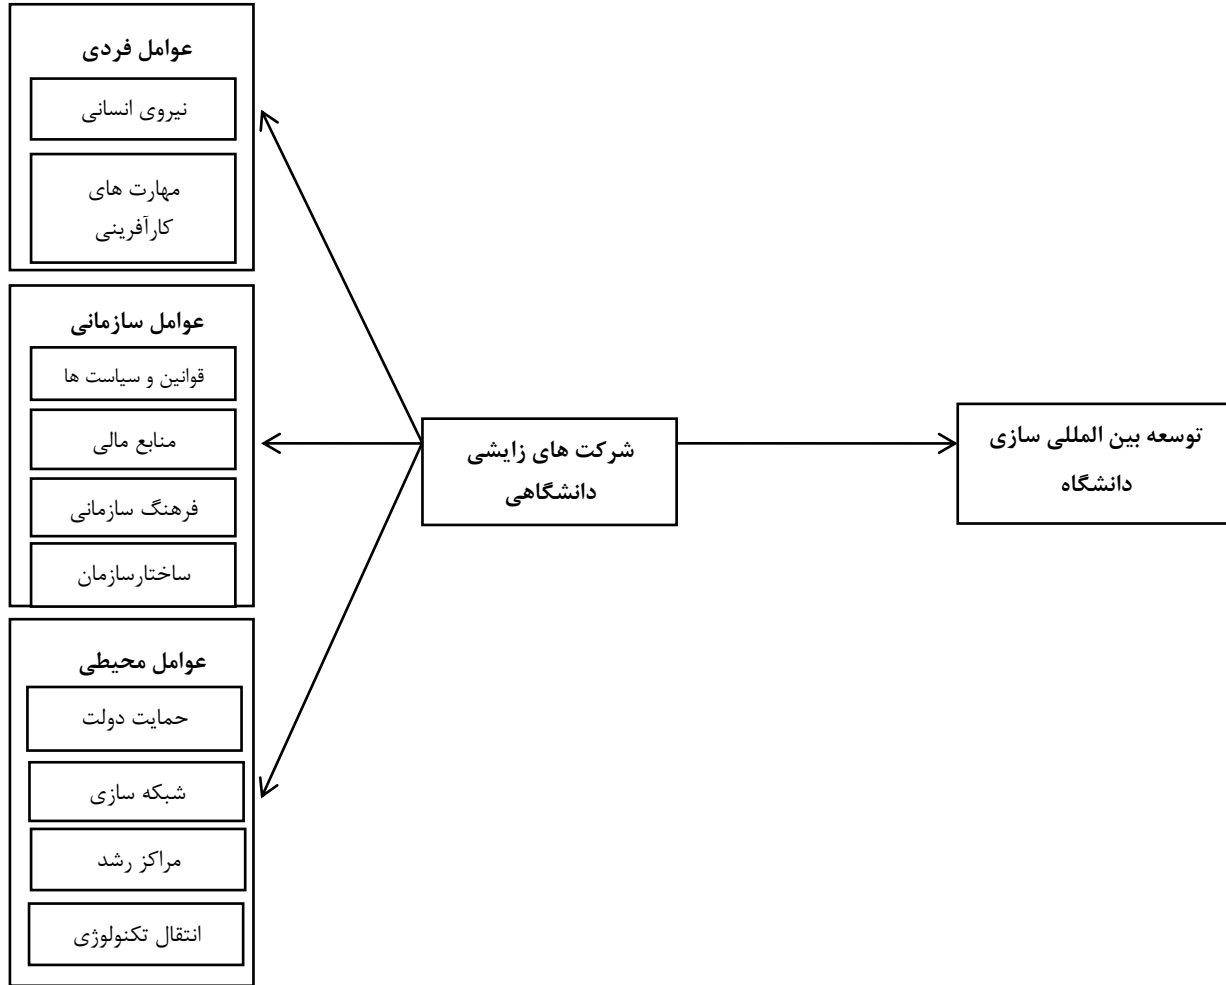 عوامل فردی
نیروی انسانی
مهارت های
کارآفرینی
عوامل سازمانی
قوانین و سیاست ها
منابع مالی
فرهنگ سازمانی
ساختارسازمان
عوامل محیطی
حمایت دولت
شبکه سازی
مراکز رشد
انتقال تکنولوژی
شرکت های زایشی
دانشگاهی
توسعه بین المللی سازی
دانشگاه